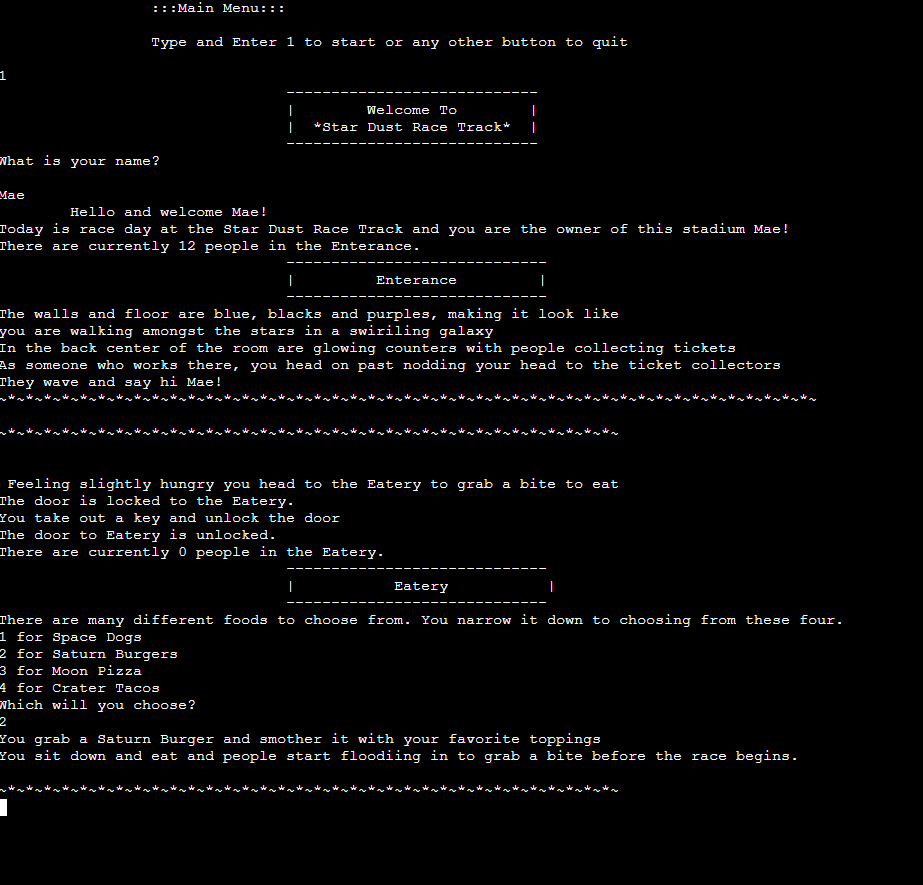 :::Main Menu:::
Type and Enter 1 to start or any other button to quit
1
----------------------------
|        Welcome To        |
|  *Star Dust Race Track*  |
----------------------------
What is your name?
Mae
Hello and welcome Mae!
Today is race day at the Star Dust Race Track and you are the owner of this stadium Mae!
There are currently 12 people in the Enterance.
-----------------------------
|         Enterance         |
-----------------------------
The walls and floor are blue, blacks and purples, making it look like
you are walking amongst the stars in a swiriling galaxy
In the back center of the room are glowing counters with people collecting tickets
As someone who works there, you head on past nodding your head to the ticket collectors
They wave and say hi Mae!
~*~*~*~*~*~*~*~*~*~*~*~*~*~*~*~*~*~*~*~*~*~*~*~*~*~*~*~*~*~*~*~*~*~*~*~*~*~*~*~*~*~*~*~*~*~
~*~*~*~*~*~*~*~*~*~*~*~*~*~*~*~*~*~*~*~*~*~*~*~*~*~*~*~*~*~*~*~*~*~*~
Feeling slightly hungry you head to the Eatery to grab a bite to eat
The door is locked to the Eatery.
You take out a key and unlock the door
The door to Eatery is unlocked.
There are currently 0 people in the Eatery.
-----------------------------
|           Eatery           |
-----------------------------
There are many different foods to choose from. You narrow it down to choosing from these four.
1 for Space Dogs
2 for Saturn Burgers
3 for Moon Pizza
4 for Crater Tacos
Which will you choose?
2
You grab a Saturn Burger and smother it with your favorite toppings
You sit down and eat and people start floodiing in to grab a bite before the race begins.
~*~*~*~*~*~*~*~*~*~*~*~*~*~*~*~*~*~*~*~*~*~*~*~*~*~*~*~*~*~*~*~*~*~*~